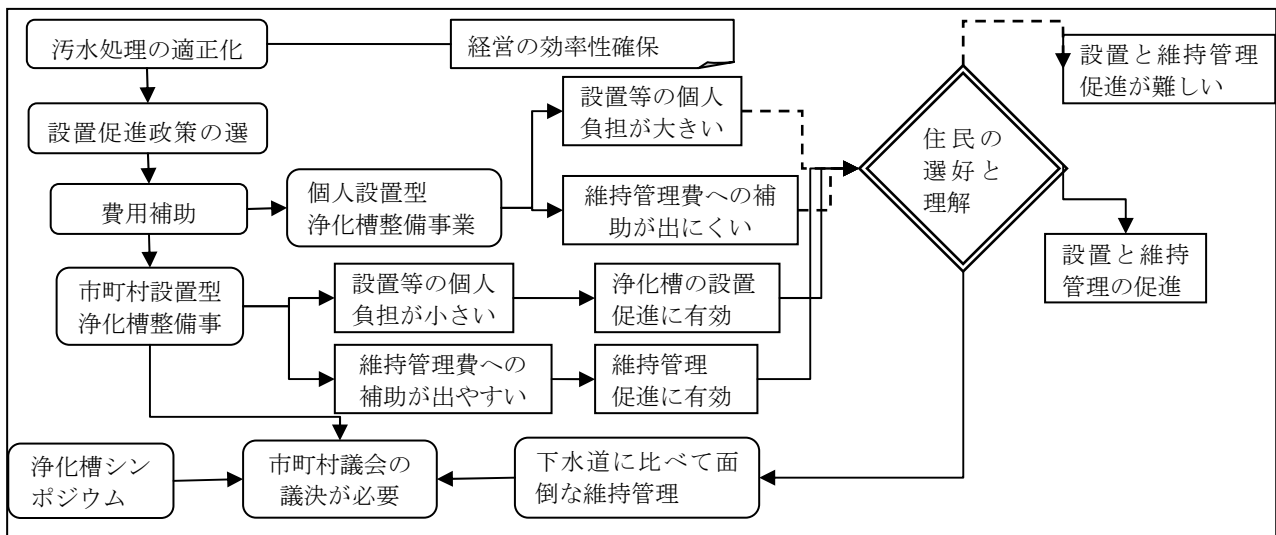 汚水処理の適正化
経営の効率性確保
設置促進政策の選
費用補助
個人設置型
浄化槽整備事業
設置等の個人
負担が大きい
維持管理費への補
助が出にくい
市町村設置型
浄化槽整備事
設置等の個人
負担が小さい
浄化槽の設置
促進に有効
維持管理費への
補助が出やすい
維持管理
促進に有効
住民の
選好と
理解
設置と維持管理
促進が難しい
設置と維持
管理の促進
浄化槽シン
ポジウム
市町村議会の
議決が必要
下水道に比べて面
倒な維持管理